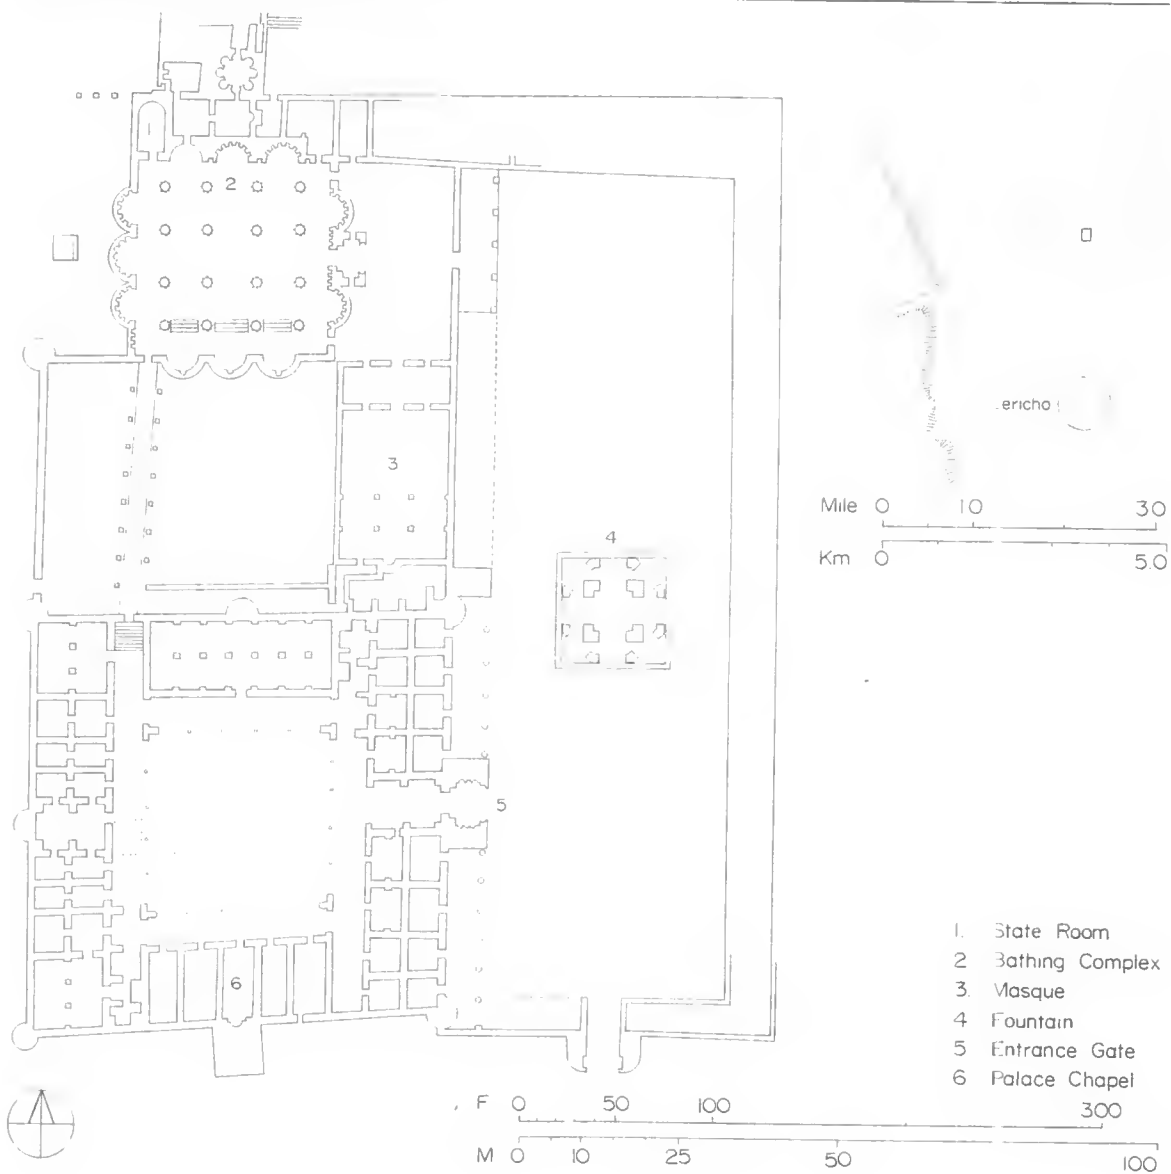 1
2
3
4
5
6
ericho
Mile 0 10 30
Km 0 5.0
1. State Room
2 Bathing Complex
3. Masque
4 Fountain
5 Entrance Gate
6 Palace Chapel
F 0 50 100 300
M 0 10 25 50 100